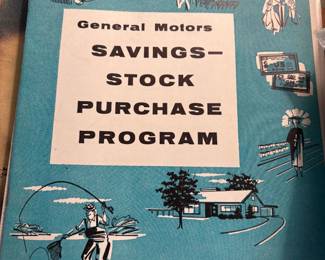 General Motors
SAVINGS—
STOCK
PURCHASE
PROGRAM